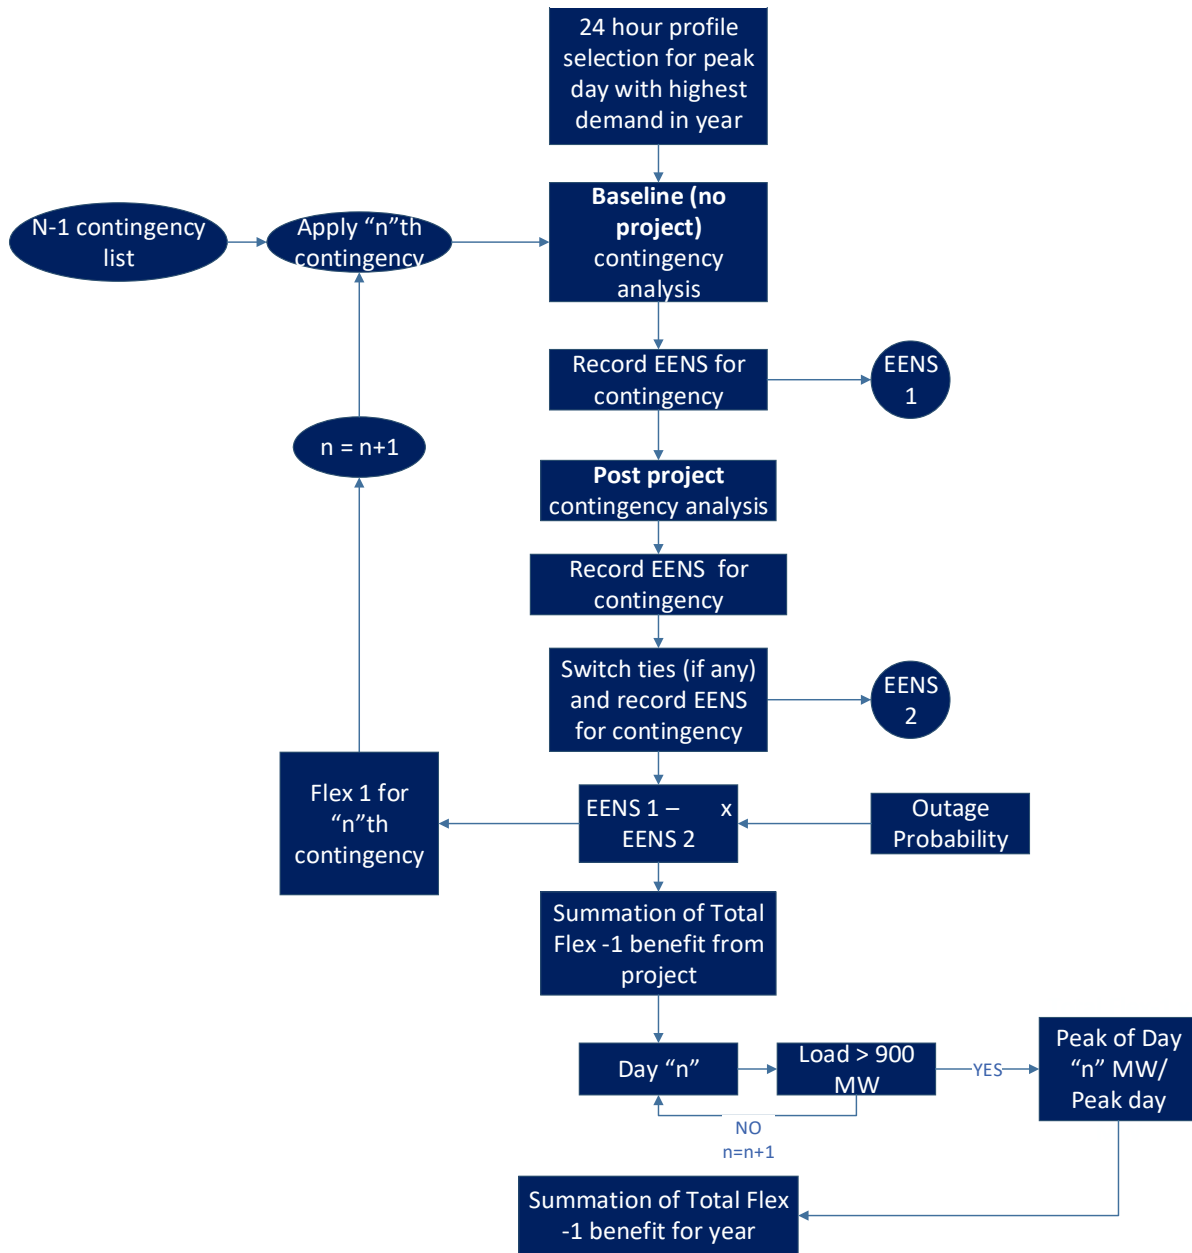 24 hour profile
selection for peak
day with highest
demand in year
N-1 contingency
list
Apply “n”th
contingency
Baseline (no
project)
contingency
analysis
Record EENS for
contingency
EENS
1
n = n+1
Post project
contingency analysis
Record EENS for
contingency
Switch ties (if any)
and record EENS
for contingency
EENS
2
Flex 1 for
“n”th
contingency
EENS 1 – x
EENS 2
Outage
Probability
Summation of Total
Flex -1 benefit from
project
Day “n”
Load > 900
MW
YES
Peak of Day
“n” MW/
Peak day
NO
n=n+1
Summation of Total Flex
-1 benefit for year